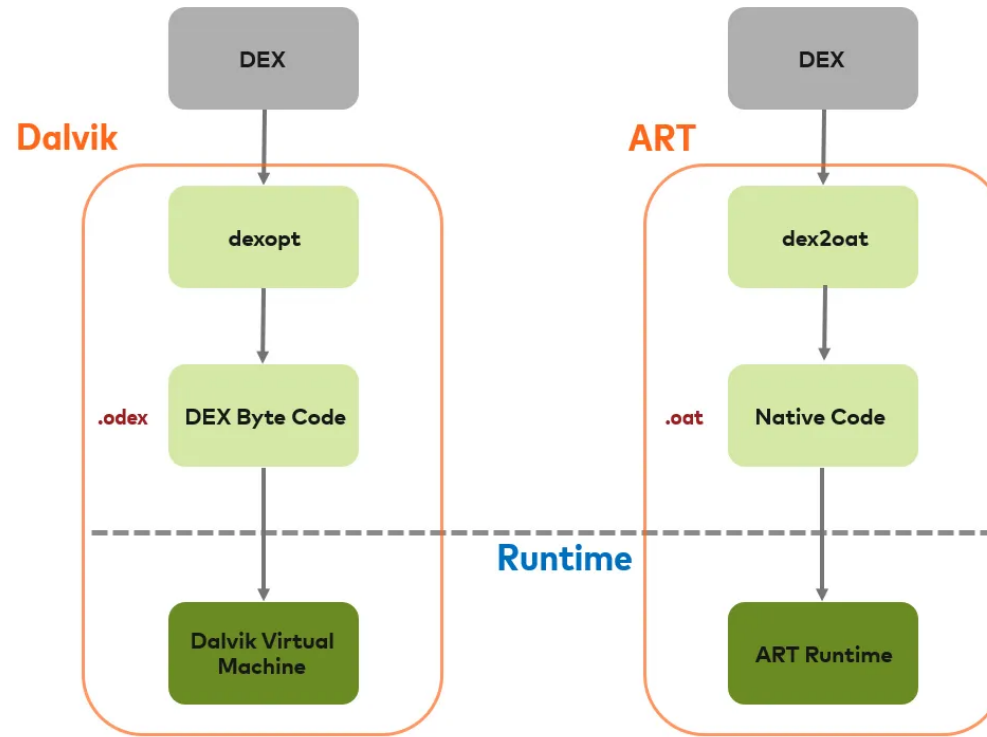 DEX
DEX
Dalvik
ART
dexopt
dex2oat
.odex
DEX Byte Code
.oat
Native Code
Runtime
Dalvik Virtual
Machine
ART Runtime